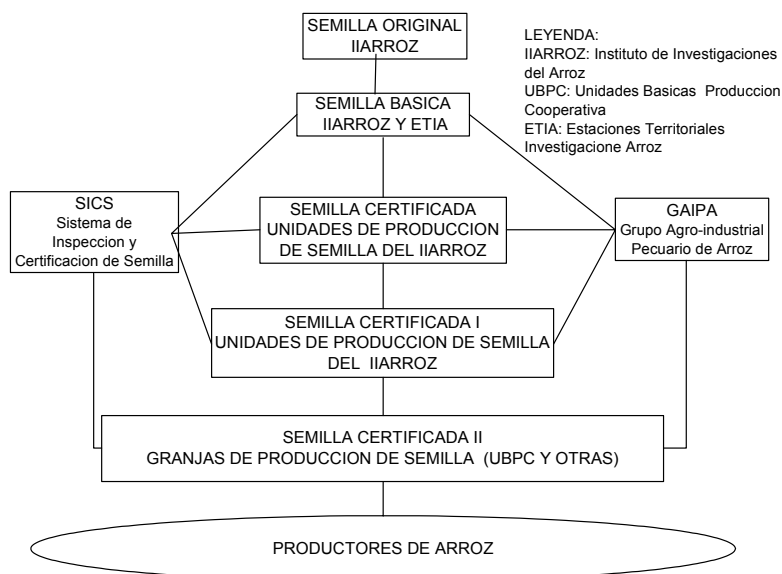 SEMILLA ORIGINAL
IIARROZ
LEYENDA:
IIARROZ: Instituto de Investigaciones
del Arroz
UBPC: Unidades Basicas Produccion
Cooperativa
ETIA: Estaciones Territoriales
Investigacione Arroz
SEMILLA BASICA
IIARROZ Y ETIA
SICS
Sistema de
Inspeccion y
Certificacion de Semilla
SEMILLA CERTIFICADA
UNIDADES DE PRODUCCION
DE SEMILLA DEL IIARROZ
GAIPA
Grupo Agro-industrial
Pecuario de Arroz
SEMILLA CERTIFICADA I
UNIDADES DE PRODUCCION DE SEMILLA
DEL IIARROZ
SEMILLA CERTIFICADA II
GRANJAS DE PRODUCCION DE SEMILLA (UBPC Y OTRAS)
PRODUCTORES DE ARROZ